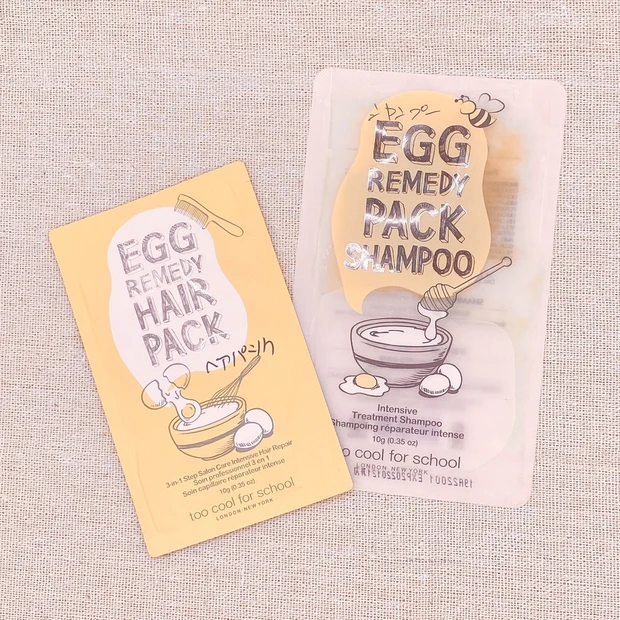 EGG
REMEDY
HAIR
PACK
ヘアパック
3-in-1 Step Salon Care Intensive Hair Repair
Soin professionnel 3 en 1
Soin capillaire réparateur intense
10g (0.35 oz)
too cool for school
LONDON·NEW YORK
シャンプー
EGG
REMEDY
PACK
SHAMPOO
Intensive
Treatment Shampoo
Shampoing réparateur intense
10g (0.35 oz)
too cool for school
LONDON·NEW YORK